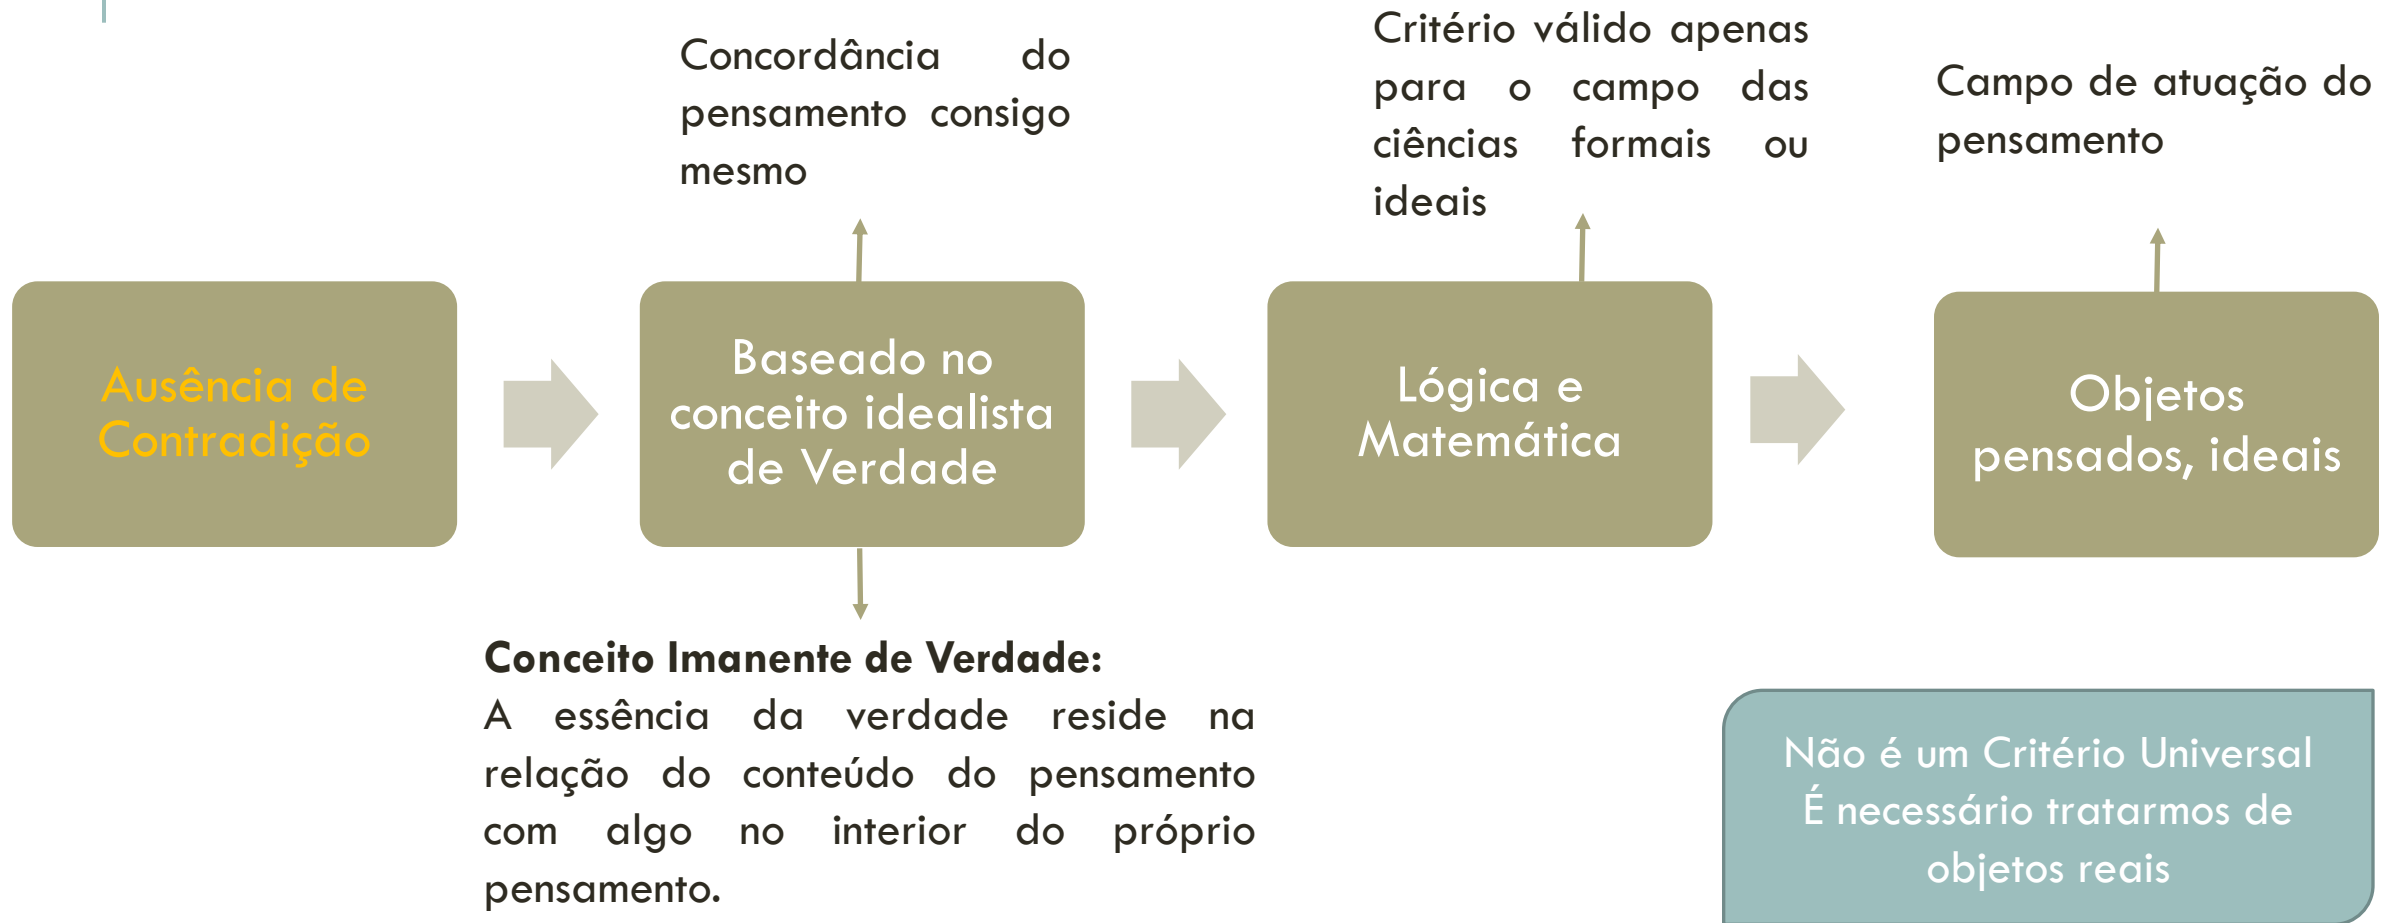 Concordância do
pensamento consigo
mesmo
Critério válido apenas
para o campo das
ciências formais ou
ideais
Campo de atuação do
pensamento
Ausência de
Contradição
Baseado no
conceito idealista
de Verdade
Lógica e
Matemática
Objetos
pensados, ideais
Conceito Imanente de Verdade:
A essência da verdade reside na
relação do conteúdo do pensamento
com algo no interior do próprio
pensamento.
Não é um Critério Universal
É necessário tratarmos de
objetos reais